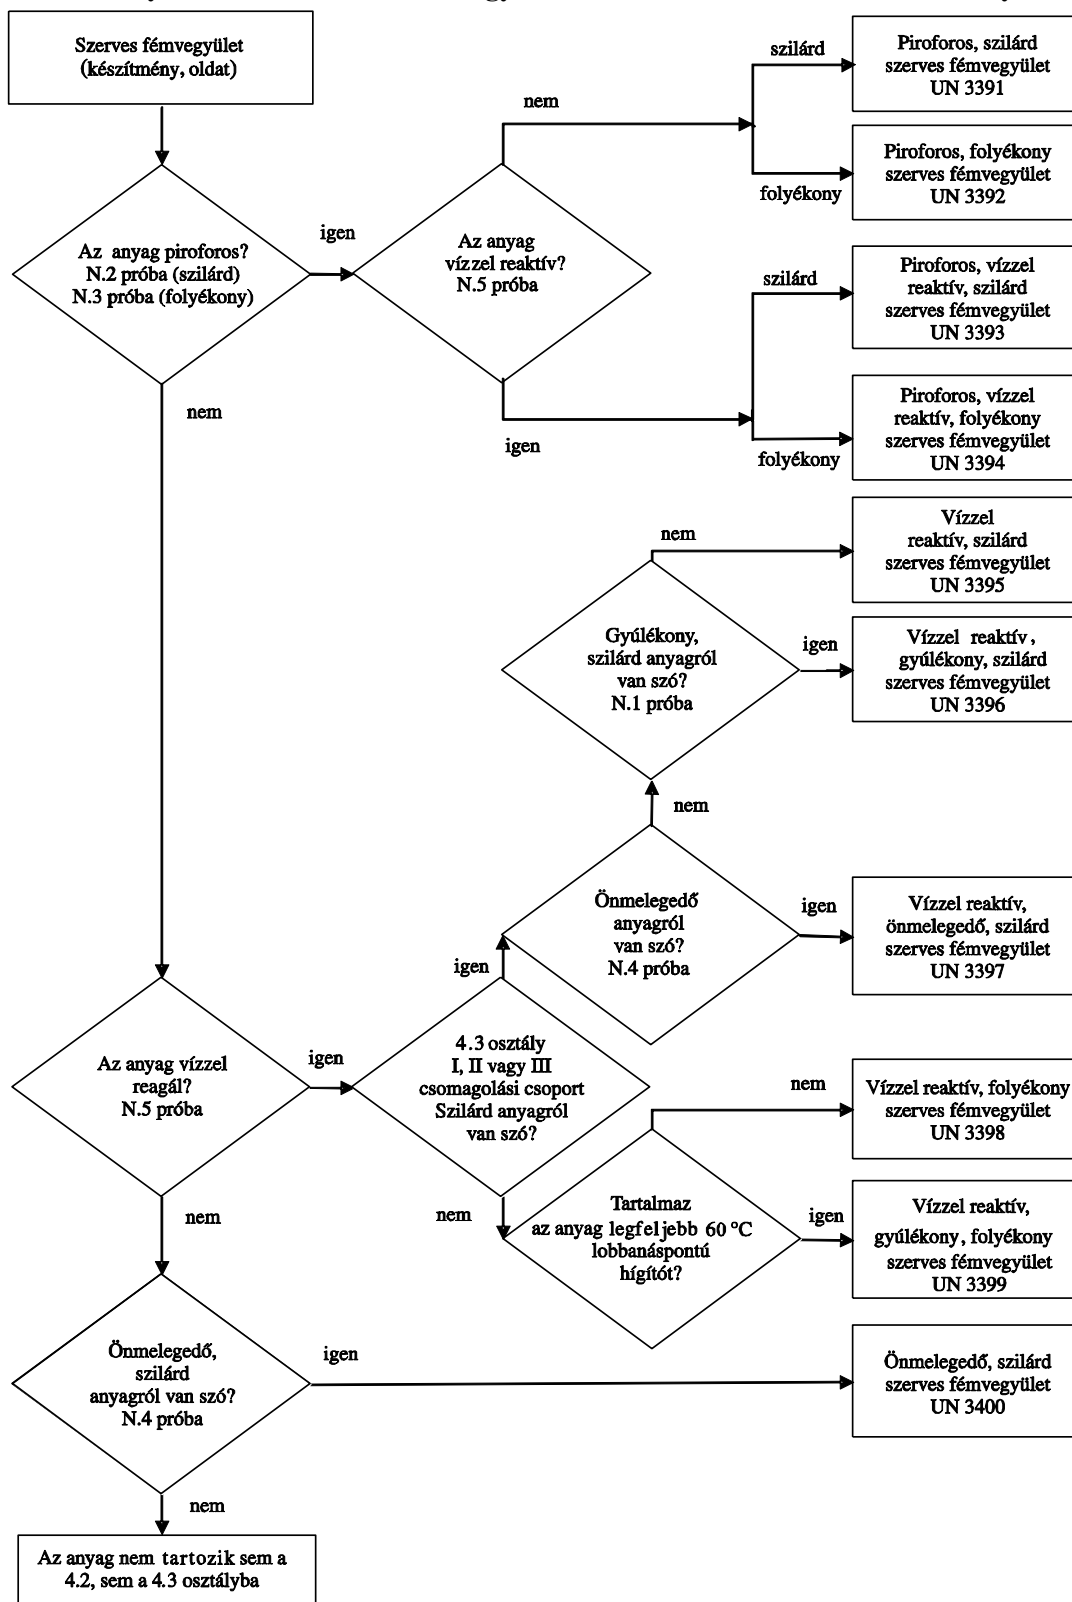 Szerves fémvegyület
(készítmény, oldat)
szilárd
Piroforos, szilárd
szerves fémvegyület
UN 3391
nem
Piroforos, folyékony
szerves fémvegyület
UN 3392
folyékony
Az anyag piroforos?
N.2 próba (szilárd)
N.3 próba (folyékony)
igen
Az anyag
vízzel reaktív?
N.5 próba
szilárd
Piroforos, vízzel
reaktív, szilárd
szerves fémvegyület
UN 3393
nem
igen
Piroforos, vízzel
reaktív, folyékony
szerves fémvegyület
UN 3394
folyékony
nem
Vízzel
reaktív, szilárd
szerves fémvegyület
UN 3395
Gyúlékony,
szilárd anyagról
van szó?
N.1 próba
igen
Vízzel reaktív,
gyúlékony, szilárd
szerves fémvegyület
UN 3396
nem
Önmelegedő
anyagról
van szó?
N.4 próba
igen
Vízzel reaktív,
önmelegedő, szilárd
szerves fémvegyület
UN 3397
igen
Az anyag vízzel
reagál?
N.5 próba
igen
4.3 osztály
I, II vagy III
csomagolási csoport
Szilárd anyagról
van szó?
nem
Vízzel reaktív, folyékony
szerves fémvegyület
UN 3398
nem
nem
Tartalmaz
az anyag legfeljebb 60 °C
lobbanáspontú
hígítót?
igen
Vízzel reaktív,
gyúlékony, folyékony
szerves fémvegyület
UN 3399
Önmelegedő,
szilárd
anyagról van szó?
N.4 próba
igen
Önmelegedő, szilárd
szerves fémvegyület
UN 3400
nem
Az anyag nem tartozik sem a
4.2, sem a 4.3 osztályba